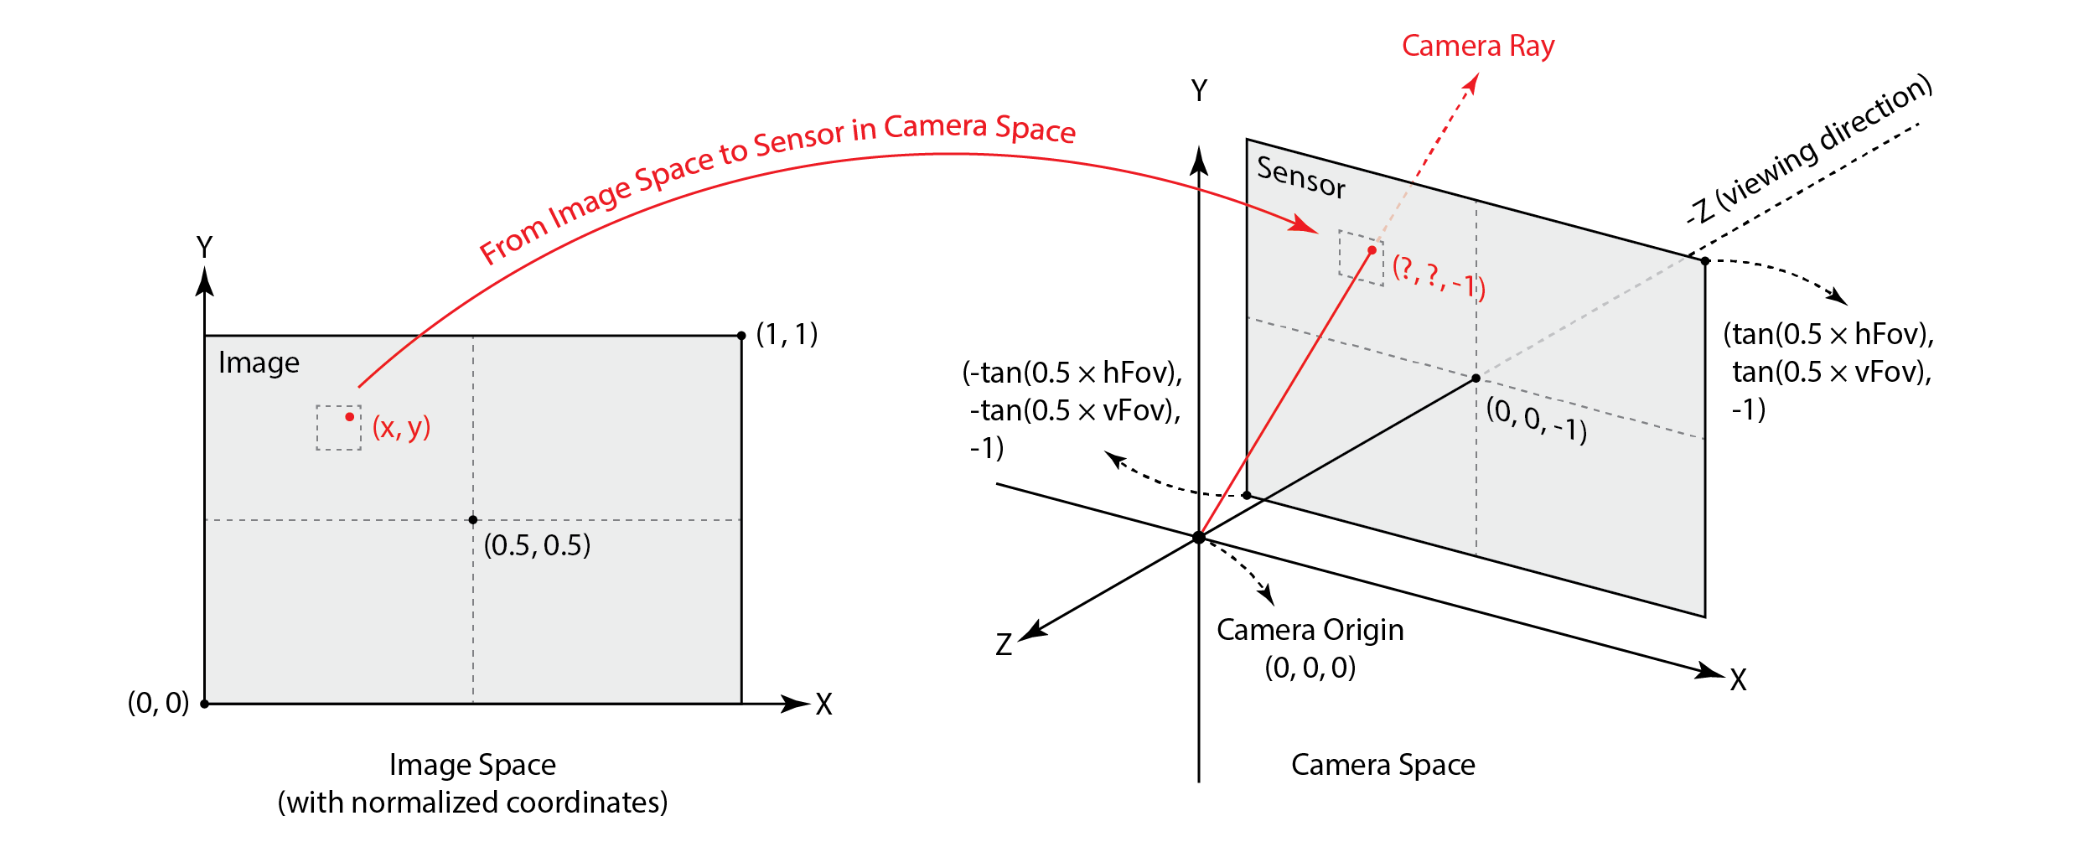 Camera Ray
Y
-Z (viewing direction)
From Image Space to Sensor in Camera Space
Sensor
Y
(?, ?, -1)
(1, 1)
Image
(tan(0.5 × hFov),
tan(0.5 × vFov),
-1)
(-tan(0.5 × hFov),
-tan(0.5 × vFov),
-1)
(x, y)
(0, 0, -1)
(0.5, 0.5)
Z
Camera Origin
(0, 0, 0)
X
(0, 0)
X
Image Space
(with normalized coordinates)
Camera Space